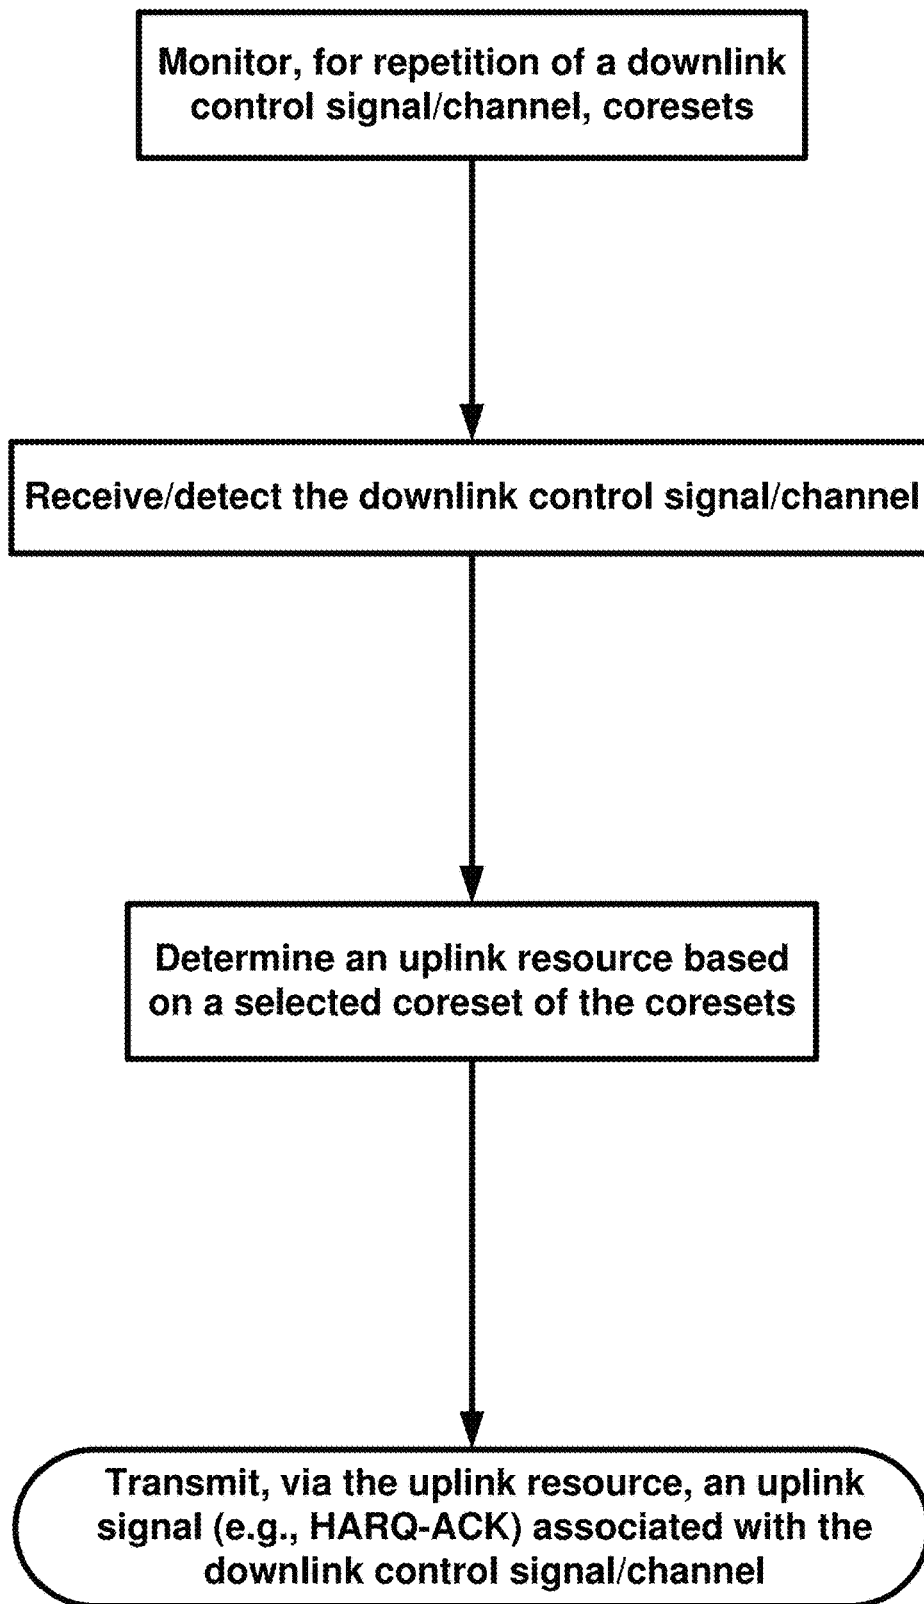 Monitor, for repetition of a downlink
control signal/channel, coresets
Receive/detect the downlink control signal/channel
Determine an uplink resource based
on a selected coreset of the coresets
Transmit, via the uplink resource, an uplink
signal (e.g., HARQ-ACK) associated with the
downlink control signal/channel